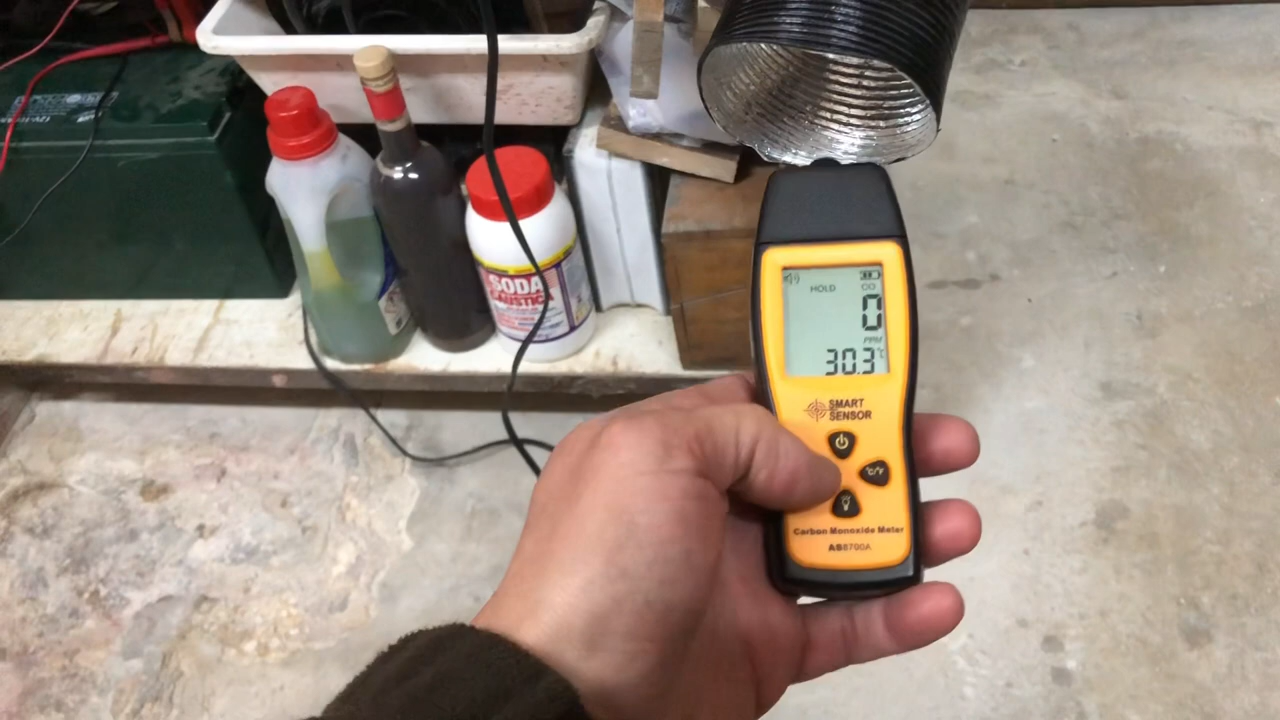 SODA
CAUSTICA
HOLD
CO
0
PPM
30.3°C
SMART
SENSOR
°C/°F
Carbon Monoxide Meter
AS8700A